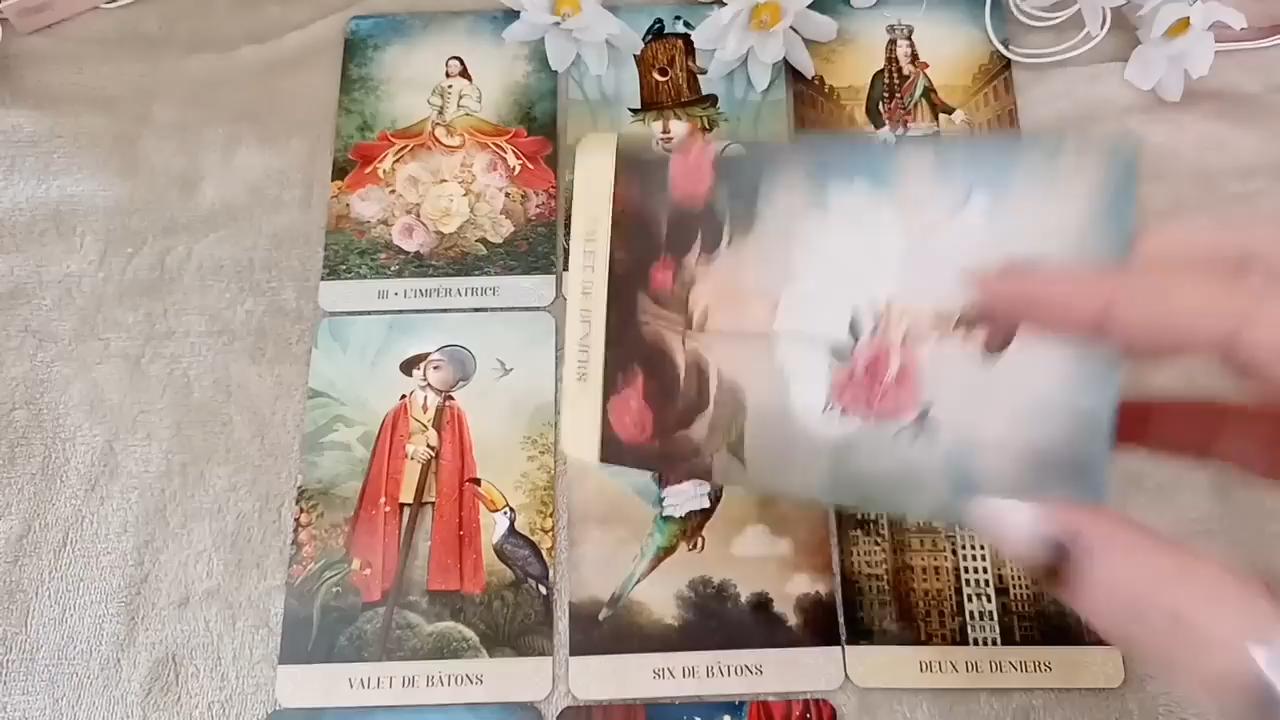 III • L'IMPÉRATRICE
VALET DE BÂTONS
SIX DE BÂTONS
DEUX DE DENIERS